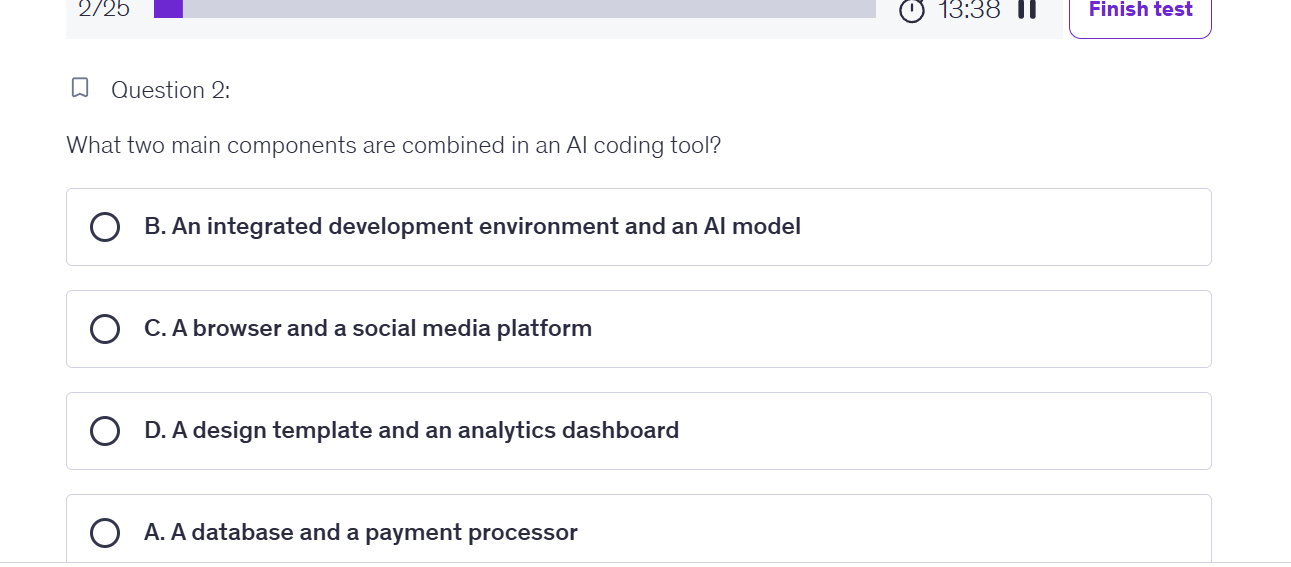 2/25
13:38
Finish test
Question 2:
What two main components are combined in an AI coding tool?
B. An integrated development environment and an AI model
C. A browser and a social media platform
D. A design template and an analytics dashboard
A. A database and a payment processor